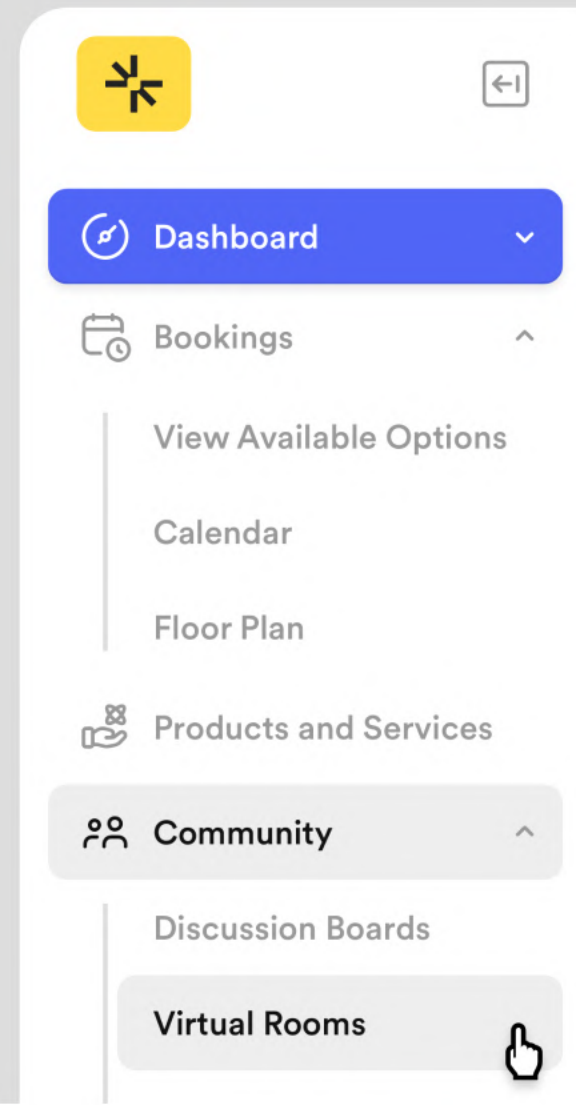 Dashboard
Bookings
View Available Options
Calendar
Floor Plan
Products and Services
Community
Discussion Boards
Virtual Rooms